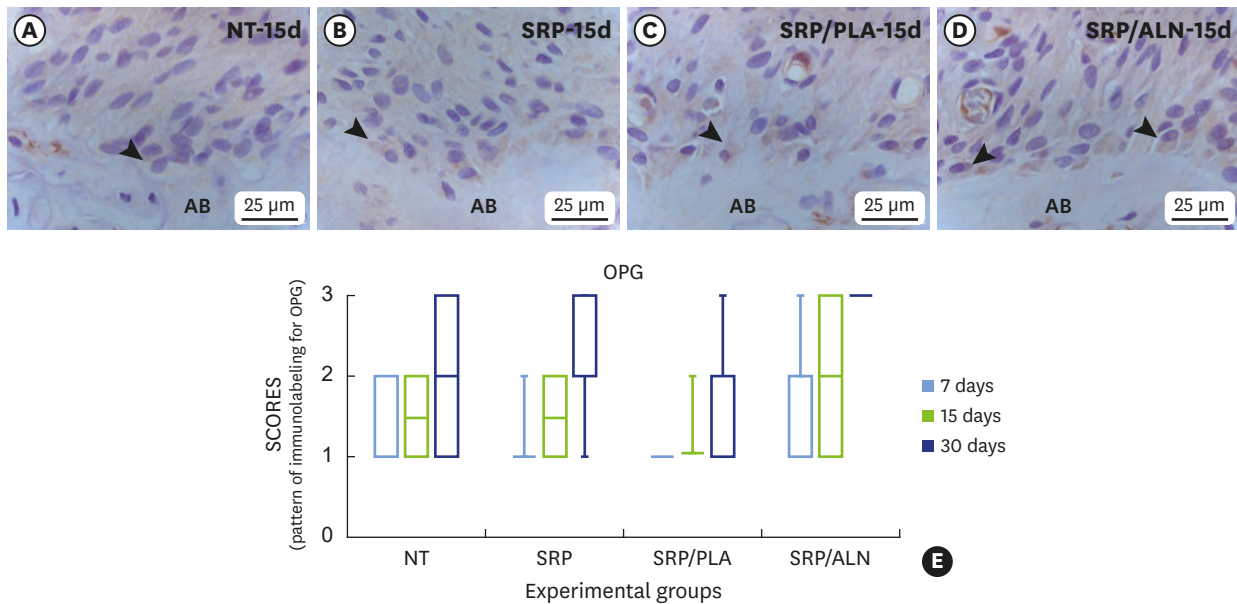 A
NT-15d
AB
25 µm
B
SRP-15d
AB
25 µm
C
SRP/PLA-15d
AB
25 µm
D
SRP/ALN-15d
AB
25 µm
OPG
SCORES
(pattern of immunolabeling for OPG)
3
2
1
0
NT
SRP
SRP/PLA
SRP/ALN
Experimental groups
7 days
15 days
30 days
E